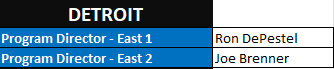 DETROIT
Program Director - East 1 Ron DePestel
Program Director - East 2 Joe Brenner